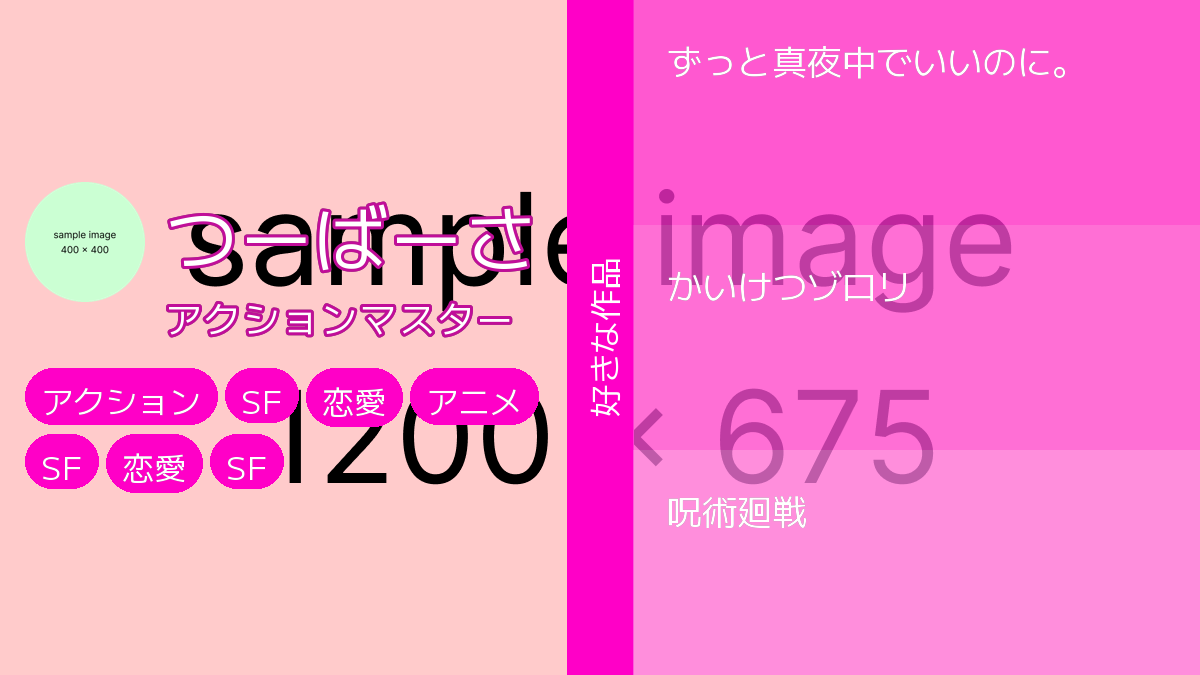 sample image
1200 × 675
sample image
400 × 400
つーばーさ
アクションマスター
アクション SF 恋愛 アニメ
SF 恋愛 SF
好きな作品
ずっと真夜中でいいのに。
かいけつゾロリ
呪術廻戦